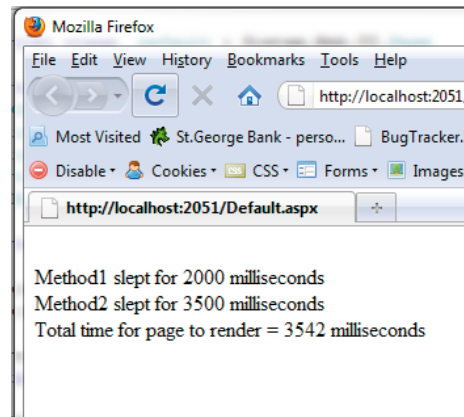 Mozilla Firefox
File Edit View History Bookmarks Tools Help
http://localhost:2051
Most Visited St.George Bank - perso... BugTracker.
Disable Cookies CSS Forms Images
http://localhost:2051/Default.aspx
Method1 slept for 2000 milliseconds
Method2 slept for 3500 milliseconds
Total time for page to render = 3542 milliseconds